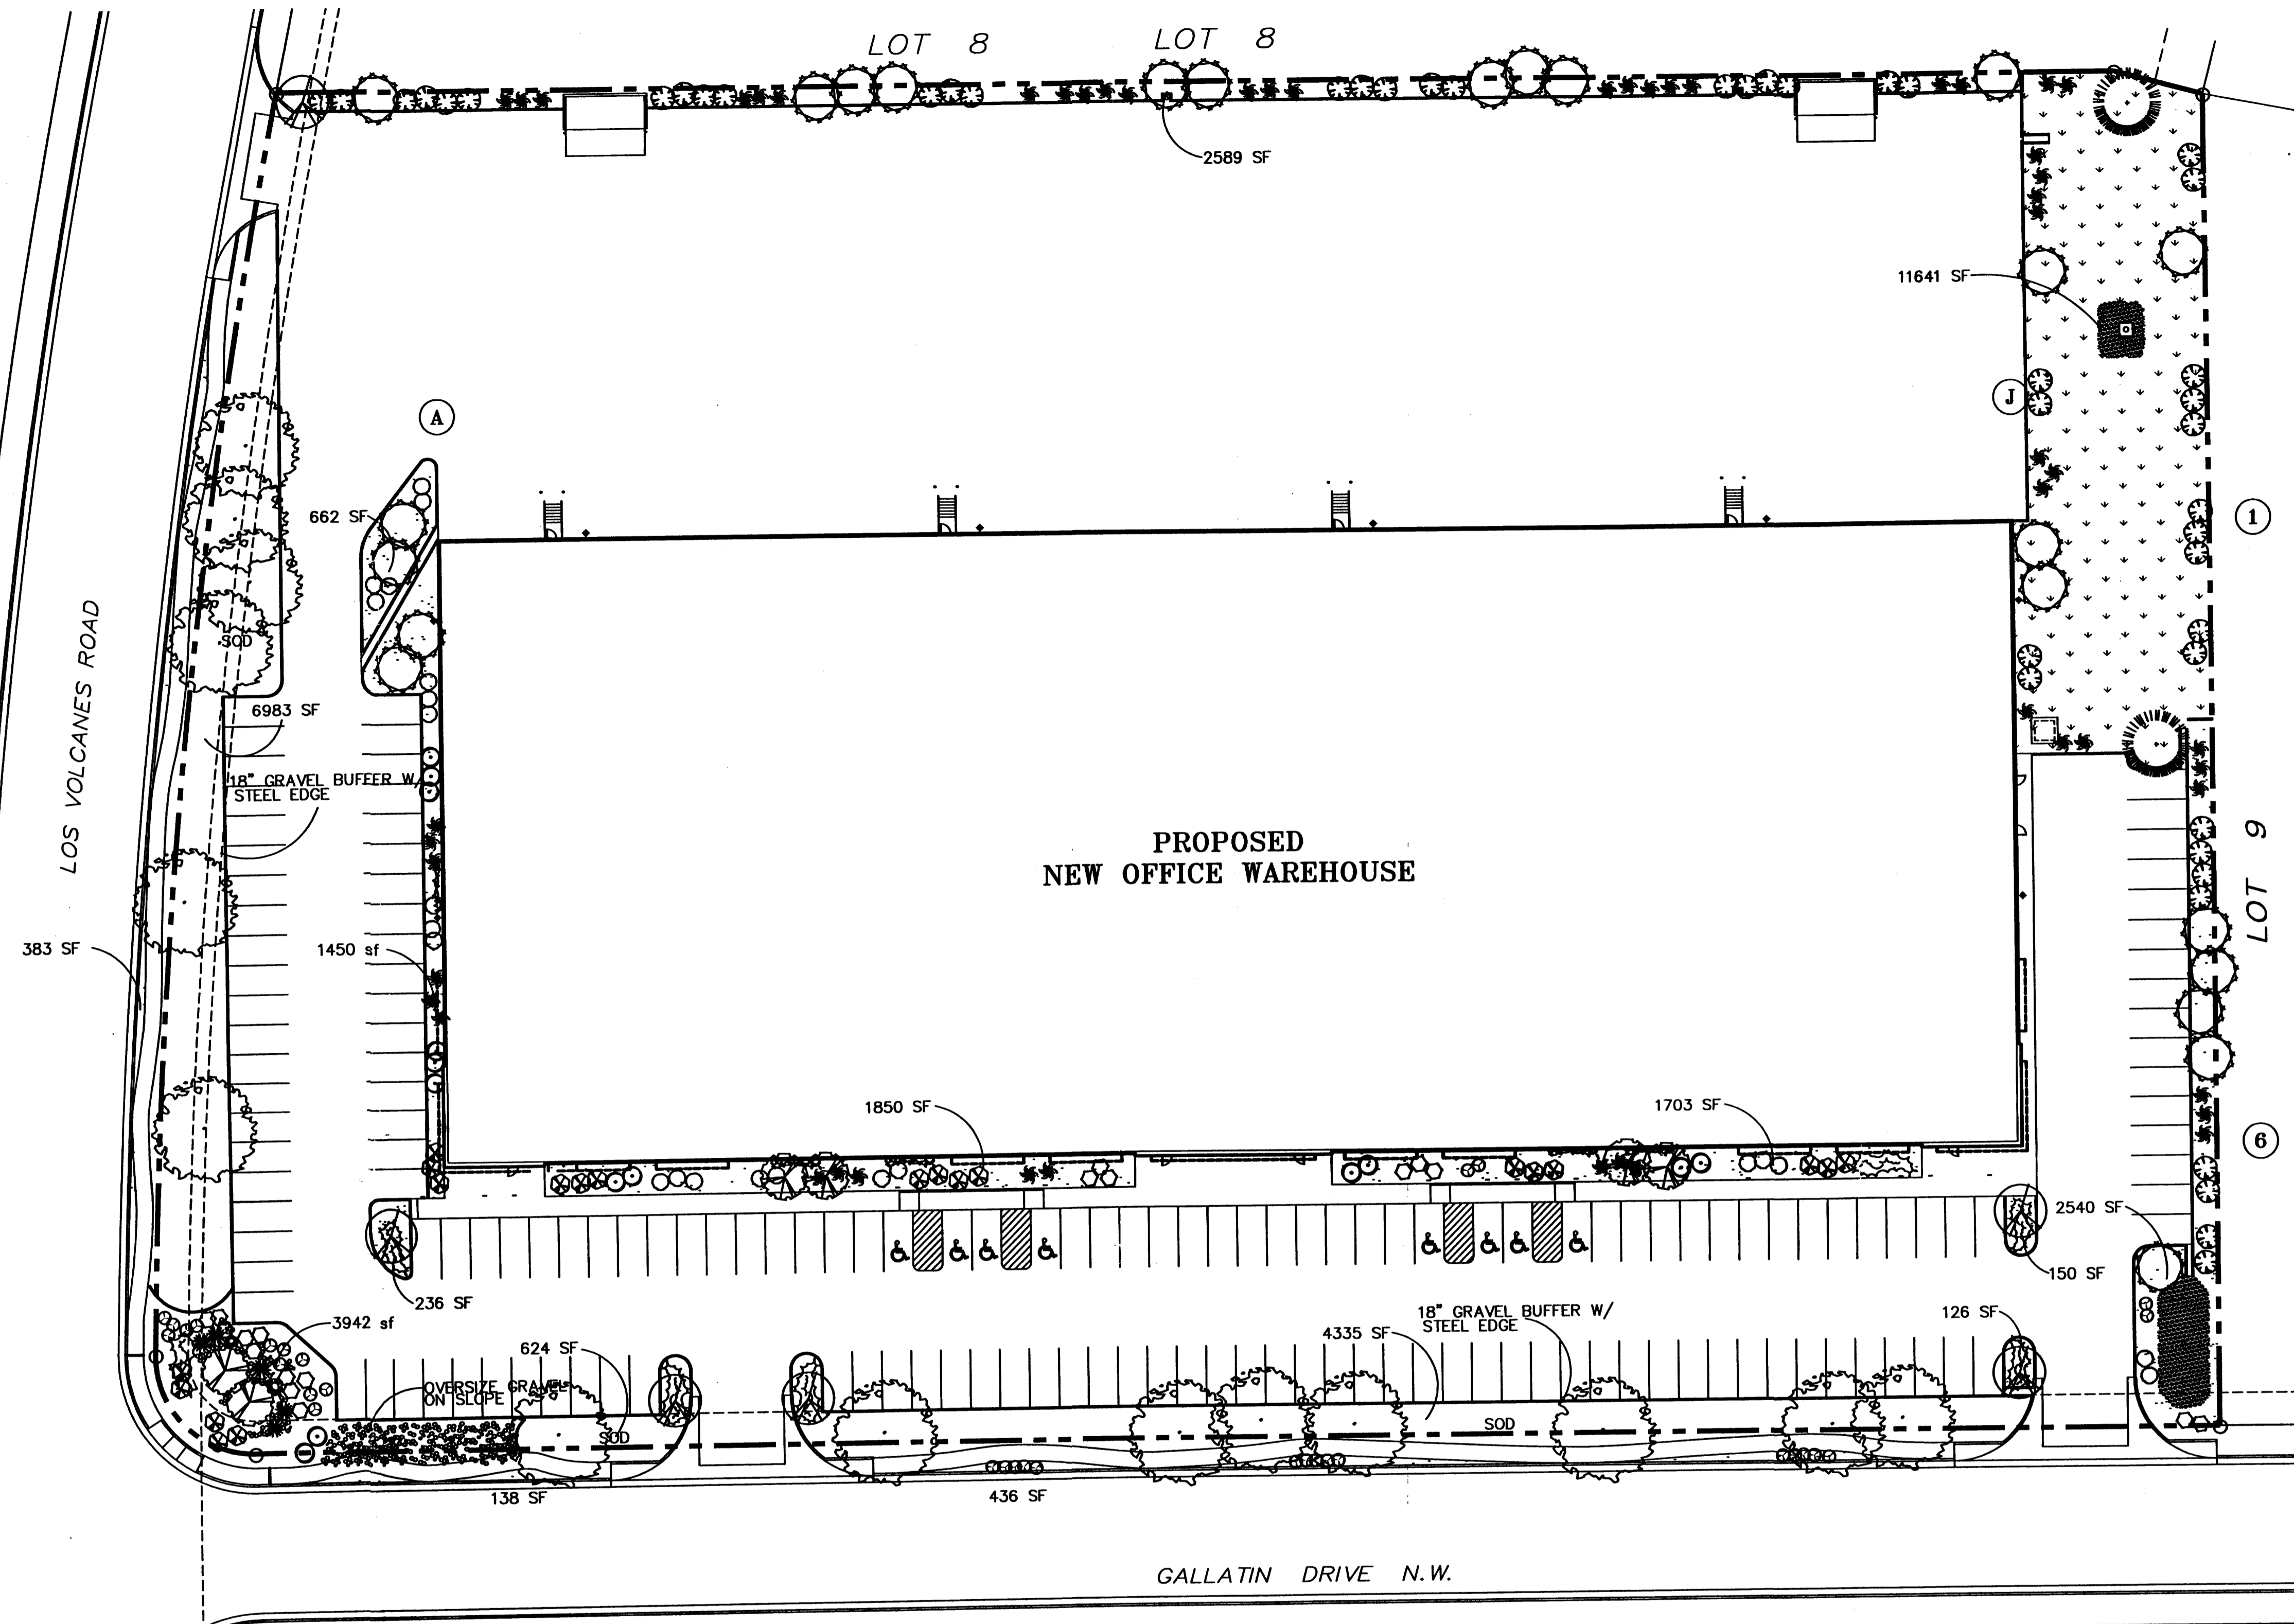 LOT 8
LOT 8
2589 SF
11641 SF
A
J
662 SF
1
SOD
LOS VOLCANES ROAD
6983 SF
18" GRAVEL BUFFER W/
STEEL EDGE
PROPOSED
NEW OFFICE WAREHOUSE
LOT 9
383 SF
1450 sf
1850 SF
1703 SF
6
2540 SF
150 SF
236 SF
3942 sf
624 SF
18" GRAVEL BUFFER W/
STEEL EDGE
4335 SF
126 SF
OVERSIZE GRAVEL
ON SLOPE
SOD
SOD
138 SF
436 SF
GALLATIN DRIVE N.W.